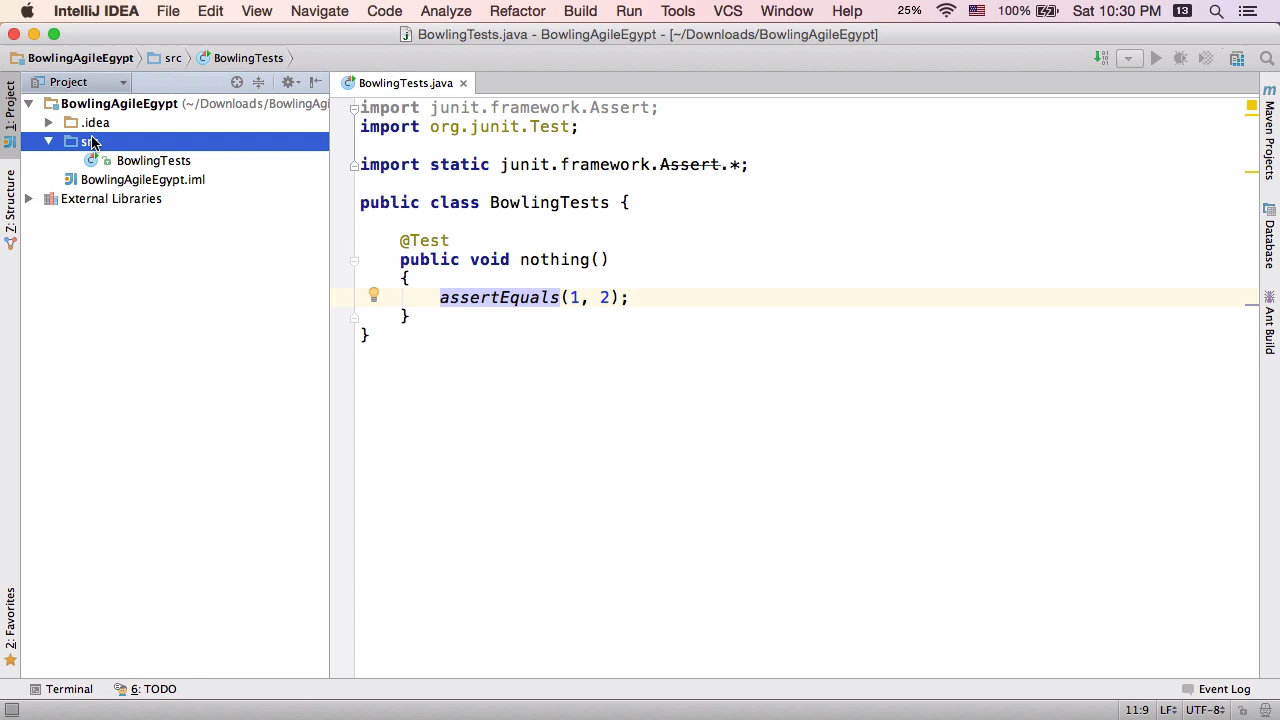 IntelliJ IDEA File Edit View Navigate Code Analyze Refactor Build Run Tools VCS Window Help 25% 100% Sat 10:30 PM 13
BowlingTests.java - BowlingAgileEgypt - [~/Downloads/BowlingAgileEgypt]
BowlingAgileEgypt src BowlingTests
1: Project
Z: Structure
2: Favorites
Project
BowlingAgileEgypt (~/Downloads/BowlingAgi
.idea
BowlingTests
BowlingAgileEgypt.iml
External Libraries
BowlingTests.java
import junit.framework.Assert;
import org.junit.Test;
import static junit.framework.Assert.*;
public class BowlingTests {
@Test
public void nothing()
{
assertEquals(1, 2);
}
}
Maven Projects
Database
Ant Build
Terminal 6: TODO Event Log
11:9 LF UTF-8